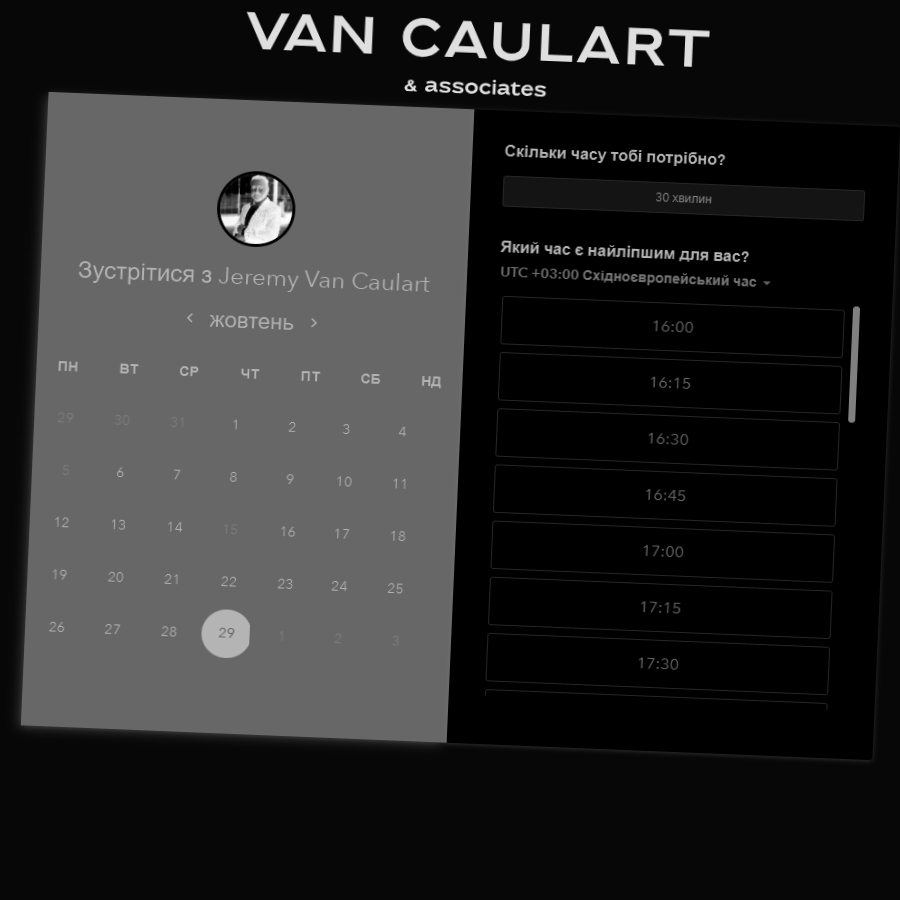 VAN CAULART
& associates
Зустрітися з Jeremy Van Caulart
‹ жовтень ›
ПН ВТ СР ЧТ ПТ СБ НД
29 30 31 1 2 3 4
5 6 7 8 9 10 11
12 13 14 15 16 17 18
19 20 21 22 23 24 25
26 27 28 29 1 2 3
Скільки часу тобі потрібно?
30 хвилин
Який час є найліпшим для вас?
UTC +03:00 Східноєвропейський час
16:00
16:15
16:30
16:45
17:00
17:15
17:30